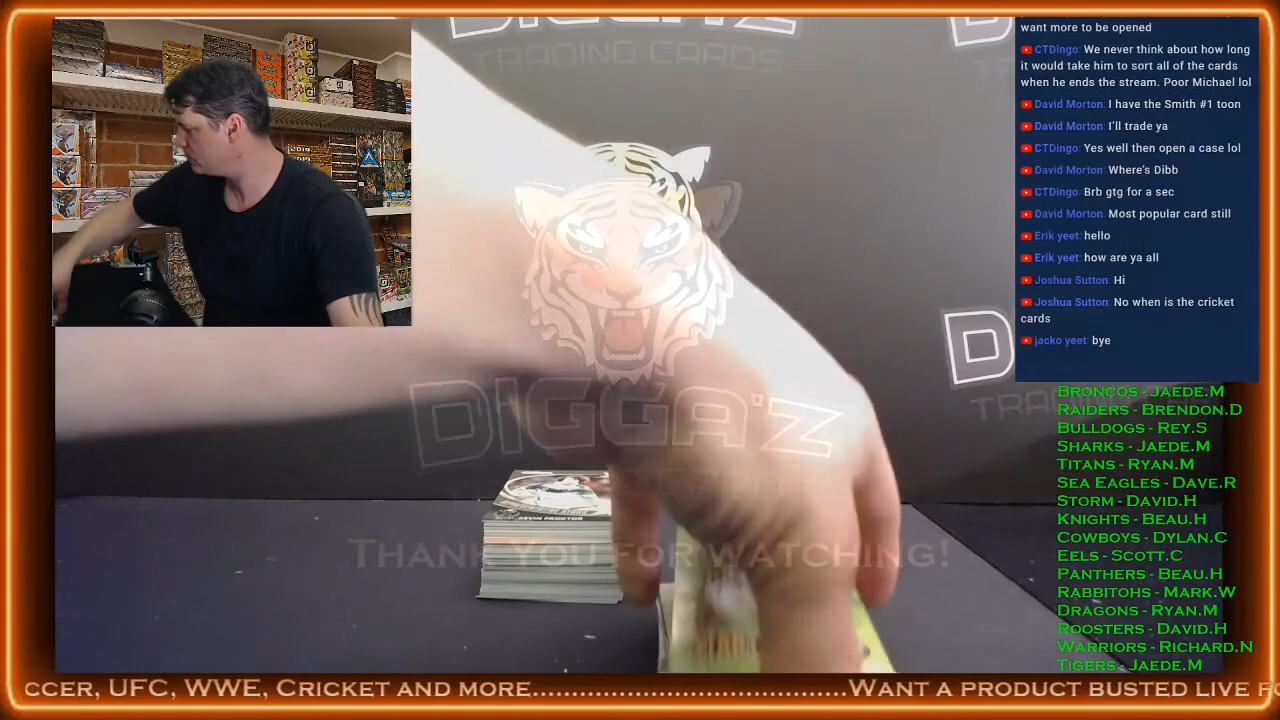 DIGGAZ
TRADING CARDS
want more to be opened
CTDingo: We never think about how long
it would take him to sort all of the cards
when he ends the stream. Poor Michael lol
David Morton: I have the Smith #1 toon
David Morton: I'll trade ya
CTDingo: Yes well then open a case lol
David Morton: Where's Dibb
CTDingo: Brb gtg for a sec
David Morton: Most popular card still
Erik yeet: hello
Erik yeet: how are ya all
Joshua Sutton: Hi
Joshua Sutton: No when is the cricket
cards
jacko yeet: bye
DIGGA'Z
KEVIN PROCTOR
THANK YOU FOR WATCHING!
BRONCOS - JAEDE.M
RAIDERS - BRENDON.D
BULLDOGS - REY.S
SHARKS - JAEDE.M
TITANS - RYAN.M
SEA EAGLES - DAVE.R
STORM - DAVID.H
KNIGHTS - BEAU.H
COWBOYS - DYLAN.C
EELS - SCOTT.C
PANTHERS - BEAU.H
RABBITOHS - MARK.W
DRAGONS - RYAN.M
ROOSTERS - DAVID.H
WARRIORS - RICHARD.N
TIGERS - JAEDE.M
CCER, UFC, WWE, CRICKET AND MORE.......................................WANT A PRODUCT BUSTED LIVE FO